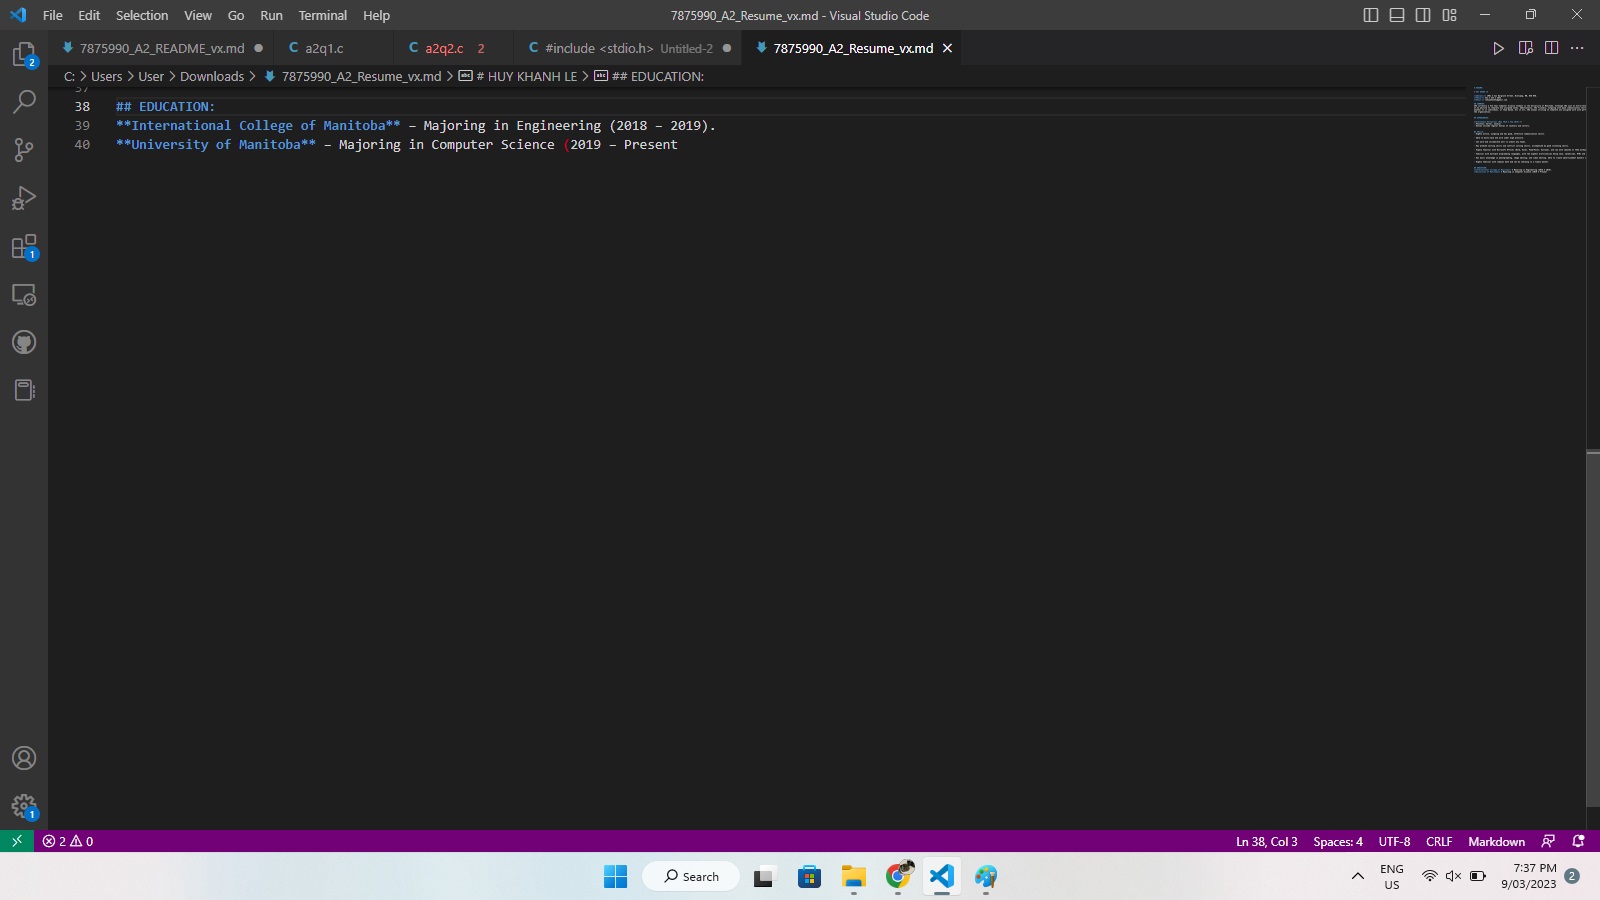 File Edit Selection View Go Run Terminal Help 7875990_A2_Resume_vx.md - Visual Studio Code
7875990_A2_README_vx.md a2q1.c a2q2.c 2 #include <stdio.h> Untitled-2 7875990_A2_Resume_vx.md
C: > Users > User > Downloads > 7875990_A2_Resume_vx.md > # HUY KHANH LE > ## EDUCATION:
37
38 ## EDUCATION:
39 **International College of Manitoba** – Majoring in Engineering (2018 – 2019).
40 **University of Manitoba** – Majoring in Computer Science (2019 – Present
2
1
1
2 0 Ln 38, Col 3 Spaces: 4 UTF-8 CRLF Markdown
Search ENG US 7:37 PM 9/03/2023 2